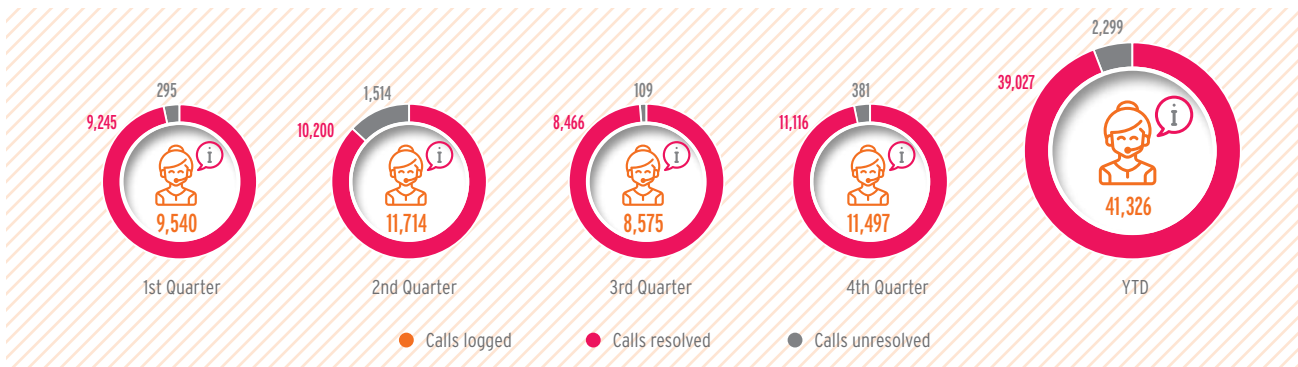 295
9,245
9,540
1st Quarter
1,514
10,200
11,714
2nd Quarter
109
8,466
8,575
3rd Quarter
381
11,116
11,497
4th Quarter
2,299
39,027
41,326
YTD
Calls logged
Calls resolved
Calls unresolved